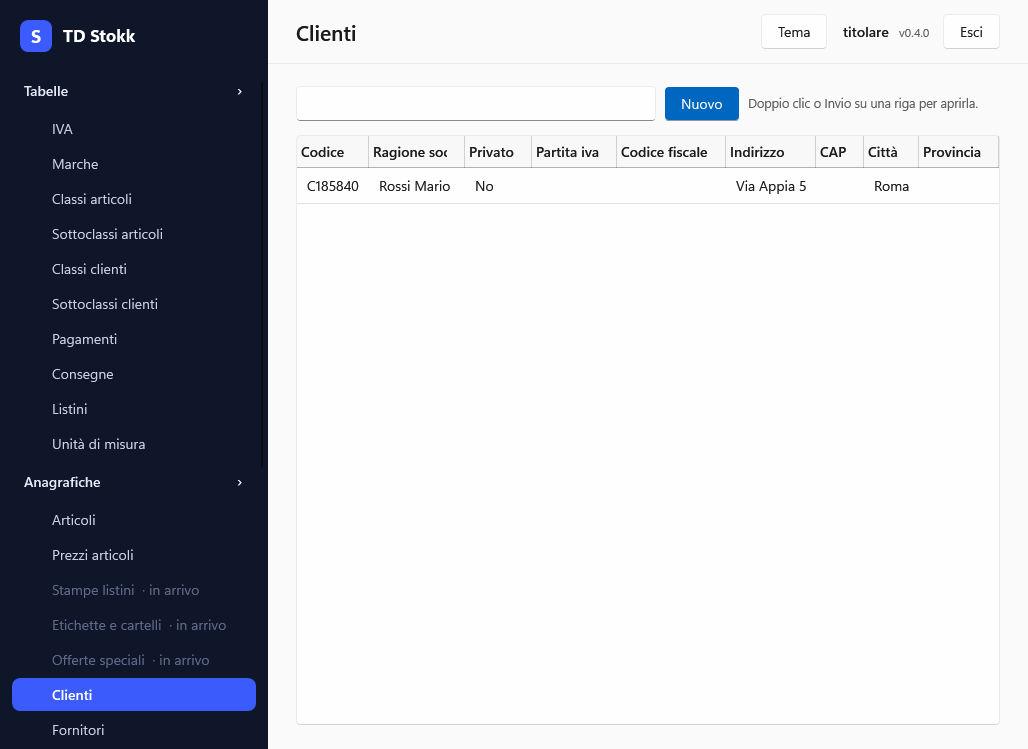 S TD Stokk
Tabelle
IVA
Marche
Classi articoli
Sottoclassi articoli
Classi clienti
Sottoclassi clienti
Pagamenti
Consegne
Listini
Unità di misura
Anagrafiche
Articoli
Prezzi articoli
Stampe listini · in arrivo
Etichette e cartelli · in arrivo
Offerte speciali · in arrivo
Clienti
Fornitori
Clienti
Tema titolare v0.4.0 Esci
Nuovo Doppio clic o Invio su una riga per aprirla.
Codice Ragione soc Privato Partita iva Codice fiscale Indirizzo CAP Città Provincia
C185840 Rossi Mario No Via Appia 5 Roma